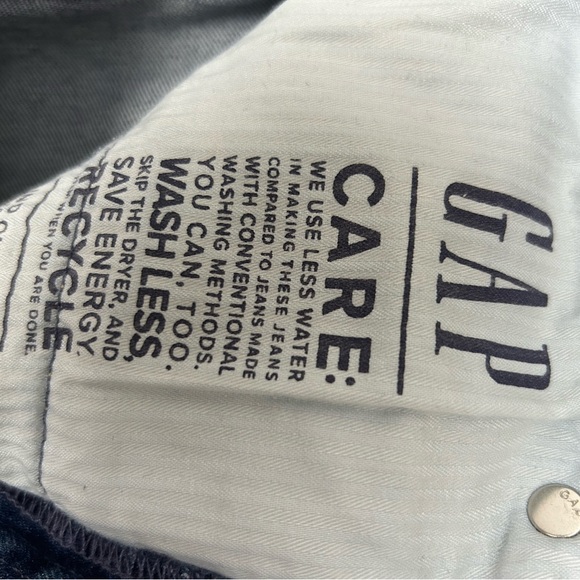 GAP
CARE:
WE USE LESS WATER
IN MAKING THESE JEANS
COMPARED TO JEANS MADE
WITH CONVENTIONAL
WASHING METHODS.
YOU CAN, TOO.
WASH LESS,
SKIP THE DRYER, AND
SAVE ENERGY.
RECYCLE
WHEN YOU ARE DONE.